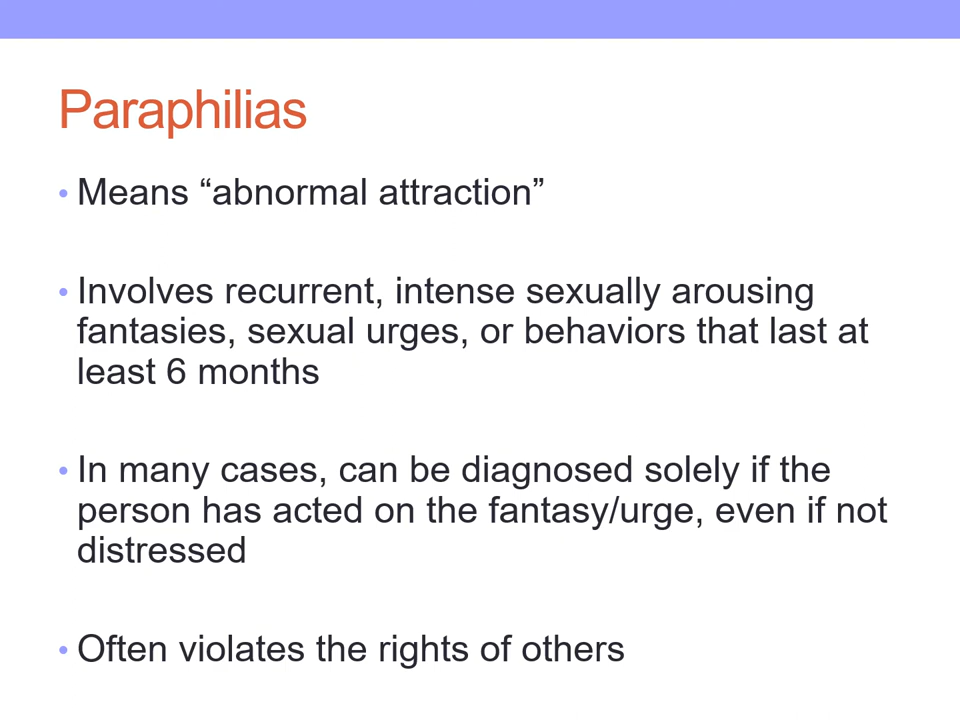 Paraphilias
• Means “abnormal attraction”
• Involves recurrent, intense sexually arousing
fantasies, sexual urges, or behaviors that last at
least 6 months
• In many cases, can be diagnosed solely if the
person has acted on the fantasy/urge, even if not
distressed
• Often violates the rights of others